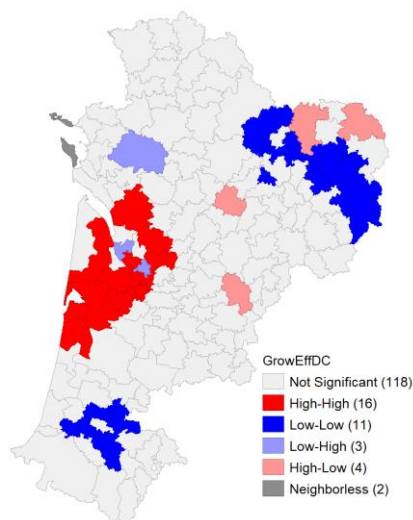 GrowEffDC
Not Significant (118)
High-High (16)
Low-Low (11)
Low-High (3)
High-Low (4)
Neighborless (2)